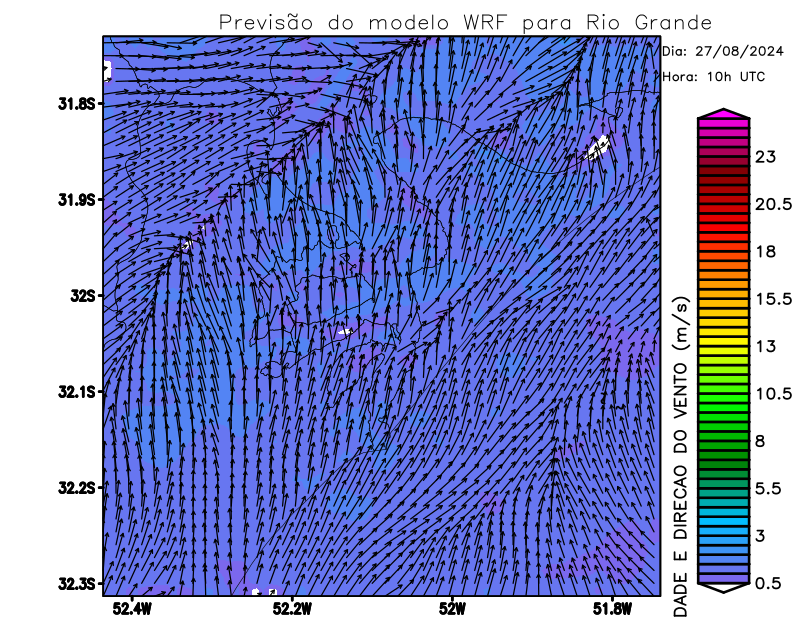 Previsão do modelo WRF para Rio Grande
Dia: 27/08/2024
Hora: 10h UTC
31.8S
31.9S
32S
32.1S
32.2S
32.3S
52.4W
52.2W
52W
51.8W
DADE E DIRECAO DO VENTO (m/s)
23
20.5
18
15.5
13
10.5
8
5.5
3
0.5